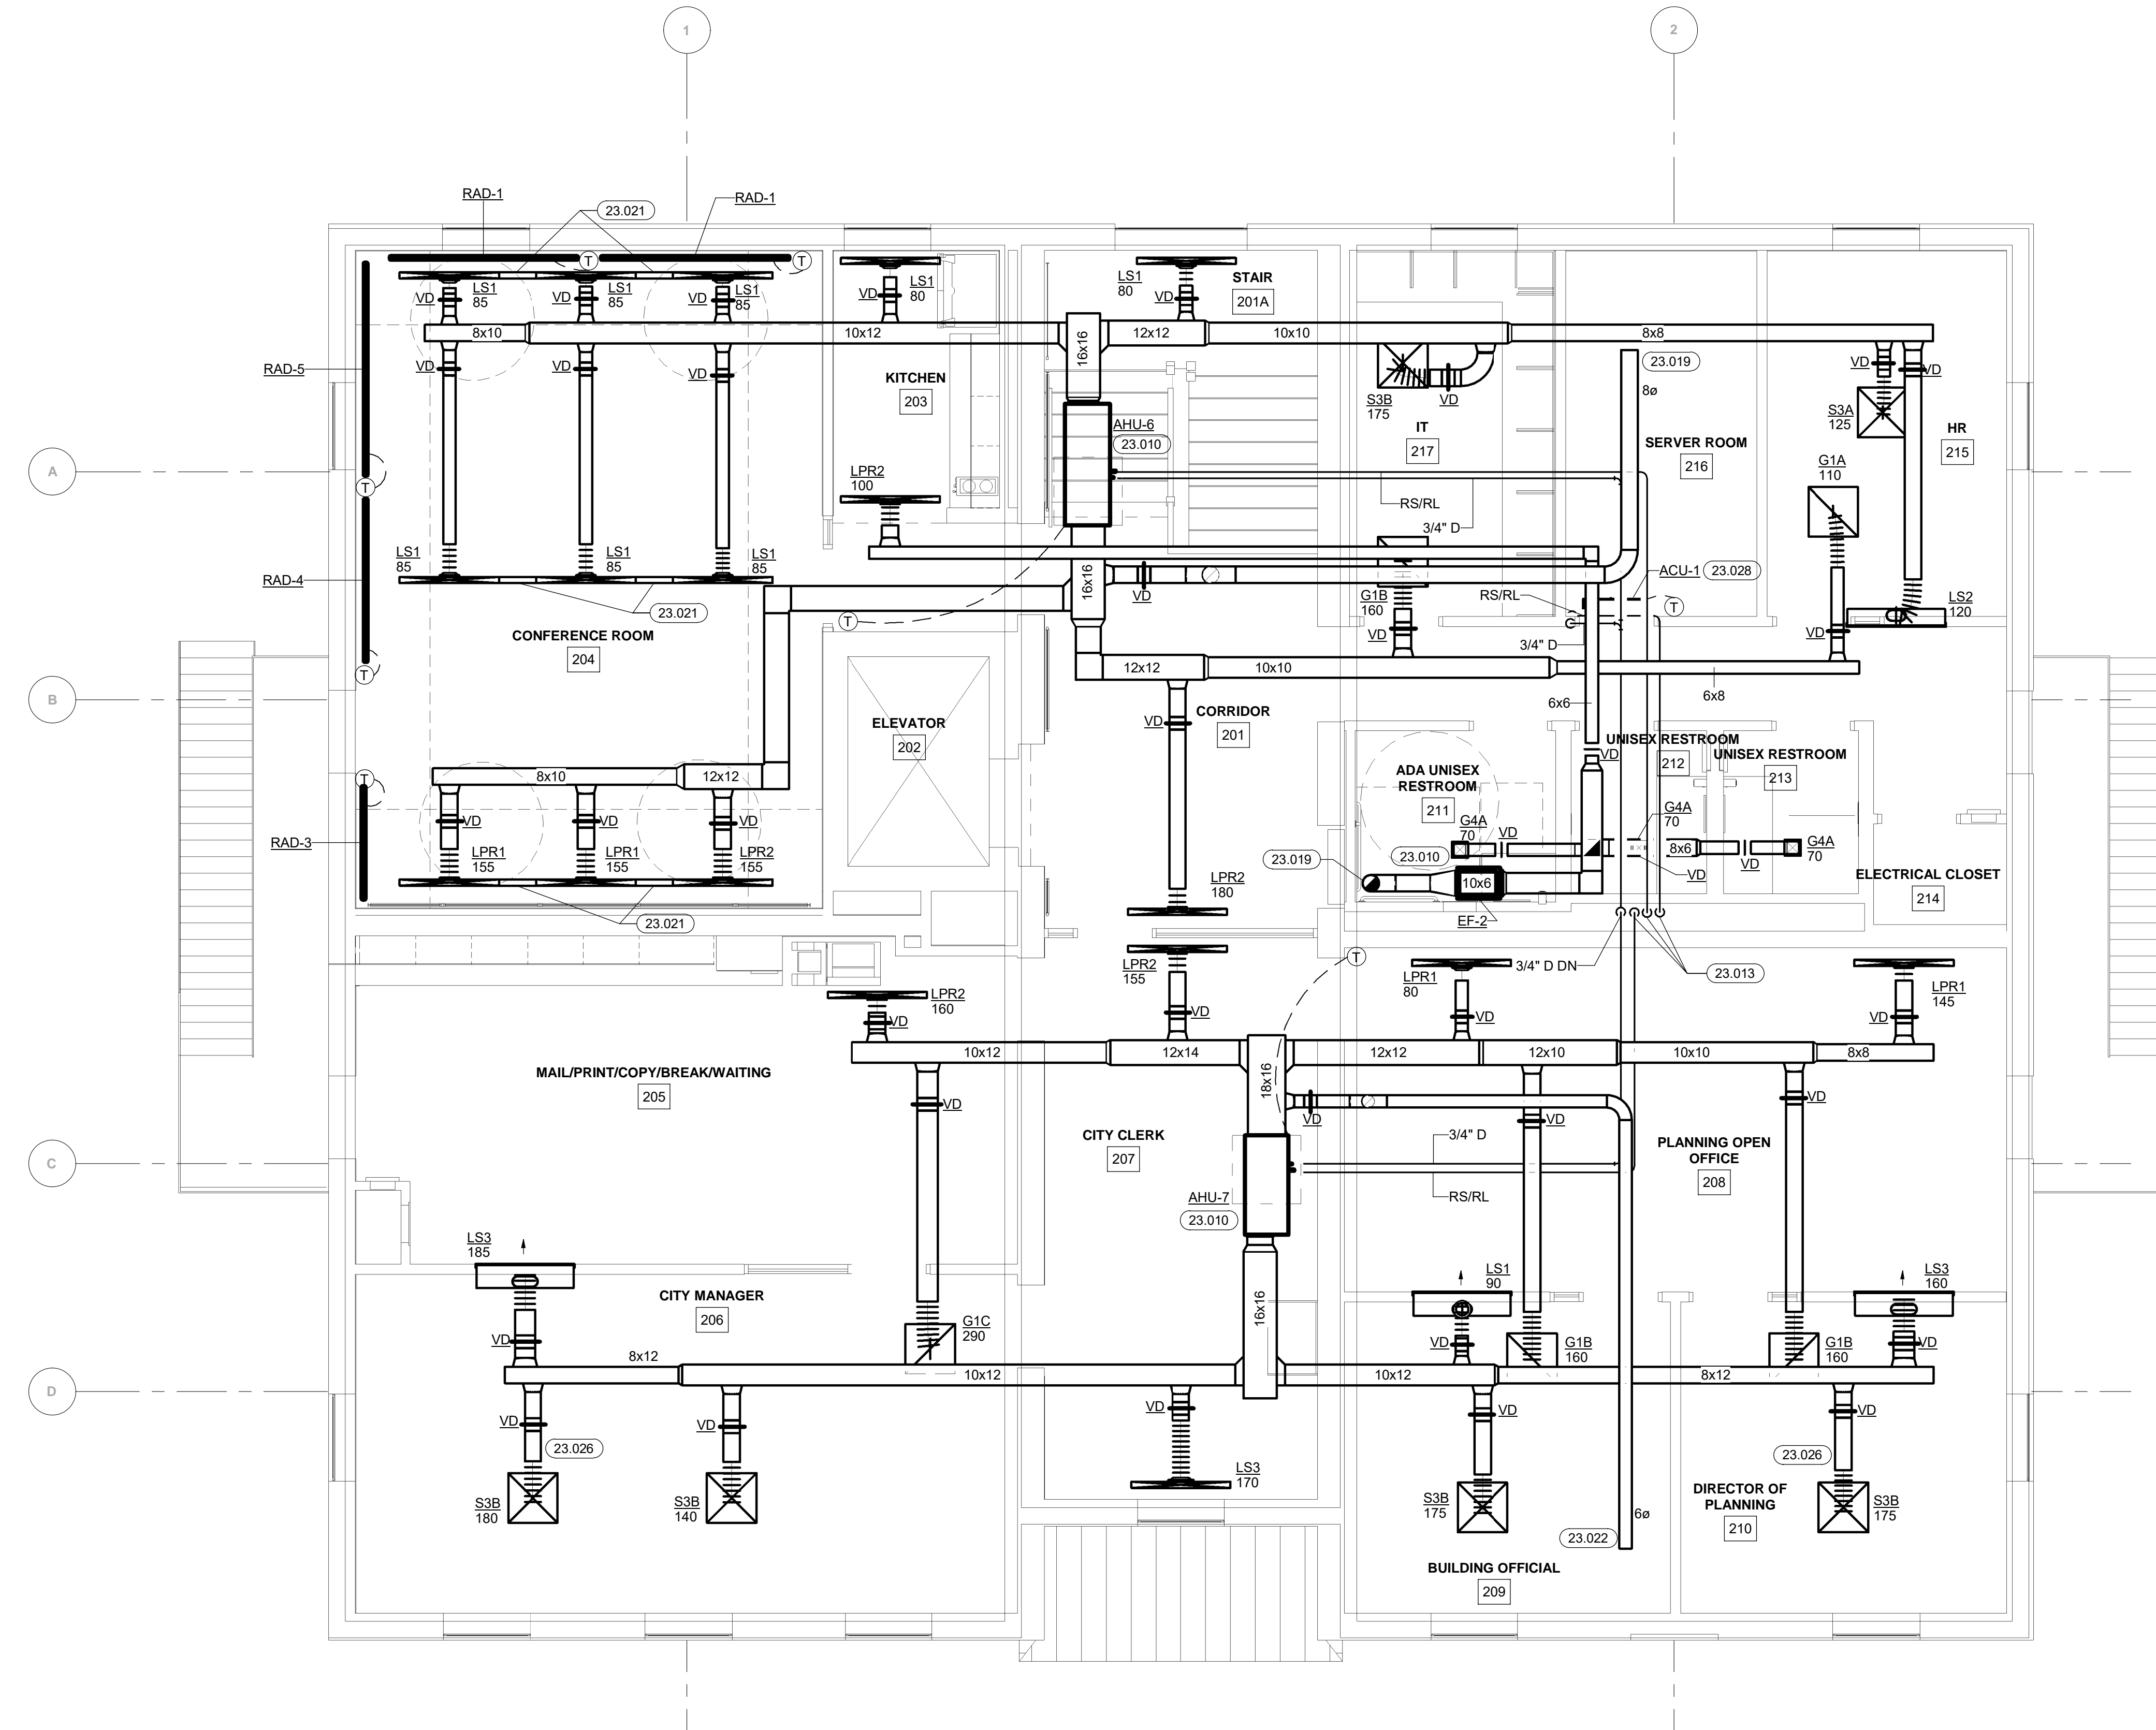 1
2
RAD-1
23.021
RAD-1
LS1
85
LS1
85
LS1
85
LS1
80
LS1
80
STAIR
201A
VD
VD
VD
VD
VD
8x10
10x12
16x16
12x12
10x10
8x8
VD
VD
VD
RAD-5
KITCHEN
203
S3B
175
VD
23.019
8ø
VD
VD
S3A
125
HR
215
AHU-6
23.010
IT
217
SERVER ROOM
216
A
A
LPR2
100
G1A
110
RS/RL
3/4" D
T
T
T
T
T
T
T
T
T
LS1
85
LS1
85
LS1
85
RAD-4
16x16
VD
G1B
160
VD
RS/RL
ACU-1
23.028
LS2
120
VD
23.021
CONFERENCE ROOM
204
3/4" D
12x12
10x10
6x8
6x6
B
ELEVATOR
202
VD
CORRIDOR
201
UNISEX RESTROOM
212
VD
UNISEX RESTROOM
213
8x10
12x12
ADA UNISEX
RESTROOM
211
G4A
70
VD
G4A
70
8x6
VD
G4A
70
VD
RAD-3
VD
VD
VD
LPR1
155
LPR1
155
LPR2
155
23.021
LPR2
180
23.019
23.010
10x6
EF-2
ELECTRICAL CLOSET
214
LPR2
155
VD
LPR1
80
VD
3/4" D DN
23.013
LPR1
145
VD
LPR2
160
VD
10x12
12x14
18x16
12x12
12x10
10x10
8x8
MAIL/PRINT/COPY/BREAK/WAITING
205
VD
VD
VD
VD
CITY CLERK
207
3/4" D
RS/RL
PLANNING OPEN
OFFICE
208
C
AHU-7
23.010
LS3
185
CITY MANAGER
206
G1C
290
16x16
LS1
90
LS3
160
VD
VD
G1B
160
G1B
160
VD
8x12
10x12
10x12
8x12
D
VD
VD
VD
VD
VD
23.026
23.026
S3B
180
S3B
140
LS3
170
S3B
175
6ø
23.022
DIRECTOR OF
PLANNING
210
S3B
175
BUILDING OFFICIAL
209